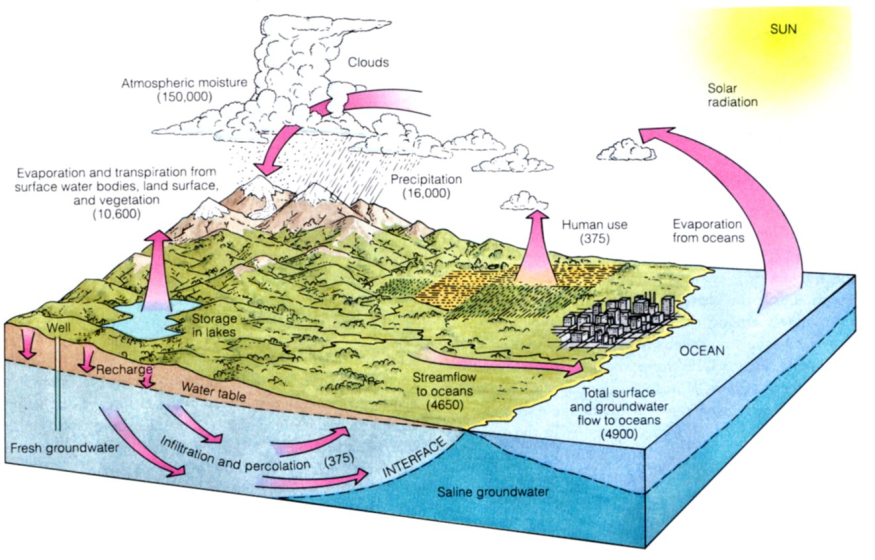 SUN
Clouds
Atmospheric moisture
(150,000)
Solar
radiation
Evaporation and transpiration from
surface water bodies, land surface,
and vegetation
(10,600)
Precipitation
(16,000)
Human use
(375)
Evaporation
from oceans
Well
Storage
in lakes
OCEAN
Recharge
Water table
Streamflow
to oceans
(4650)
Total surface
and groundwater
flow to oceans
(4900)
Fresh groundwater
Infiltration and percolation (375)
INTERFACE
Saline groundwater